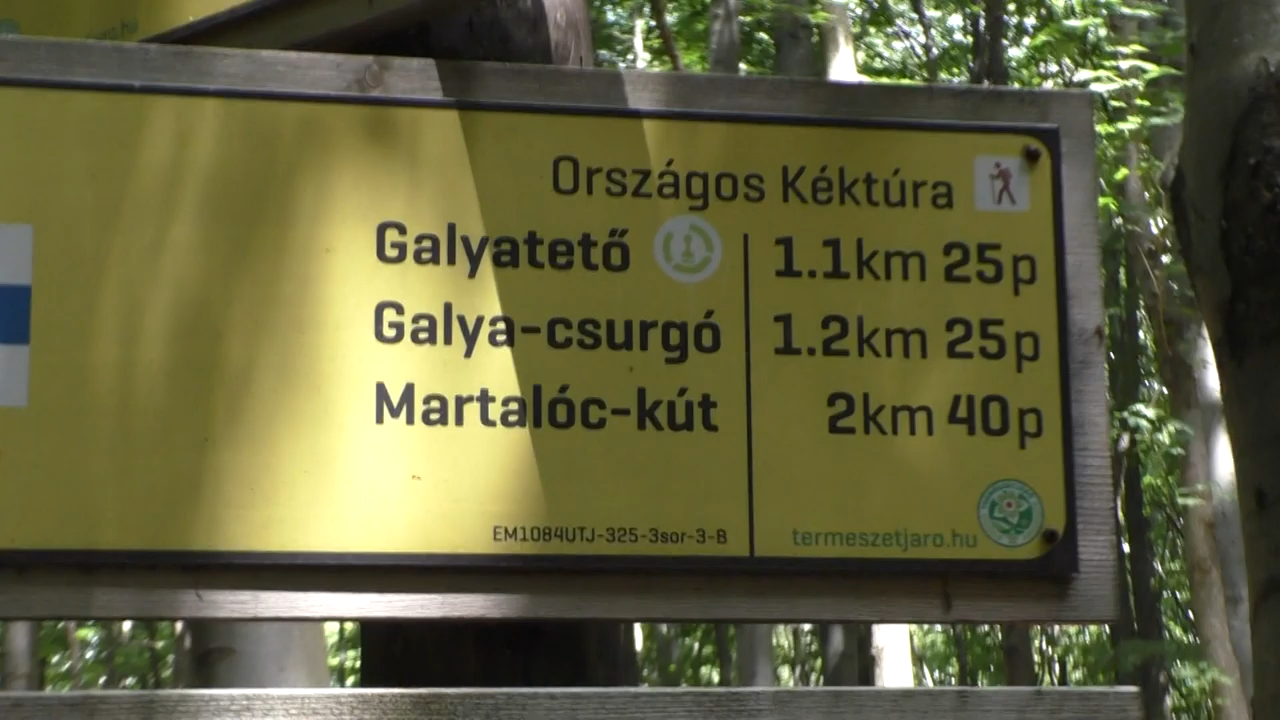 Országos Kéktúra
Galyatető 1.1km 25p
Galya-csurgó 1.2km 25p
Martalóc-kút 2km 40p
EM1084UTJ-325-3sor-3-B
termeszetjaro.hu